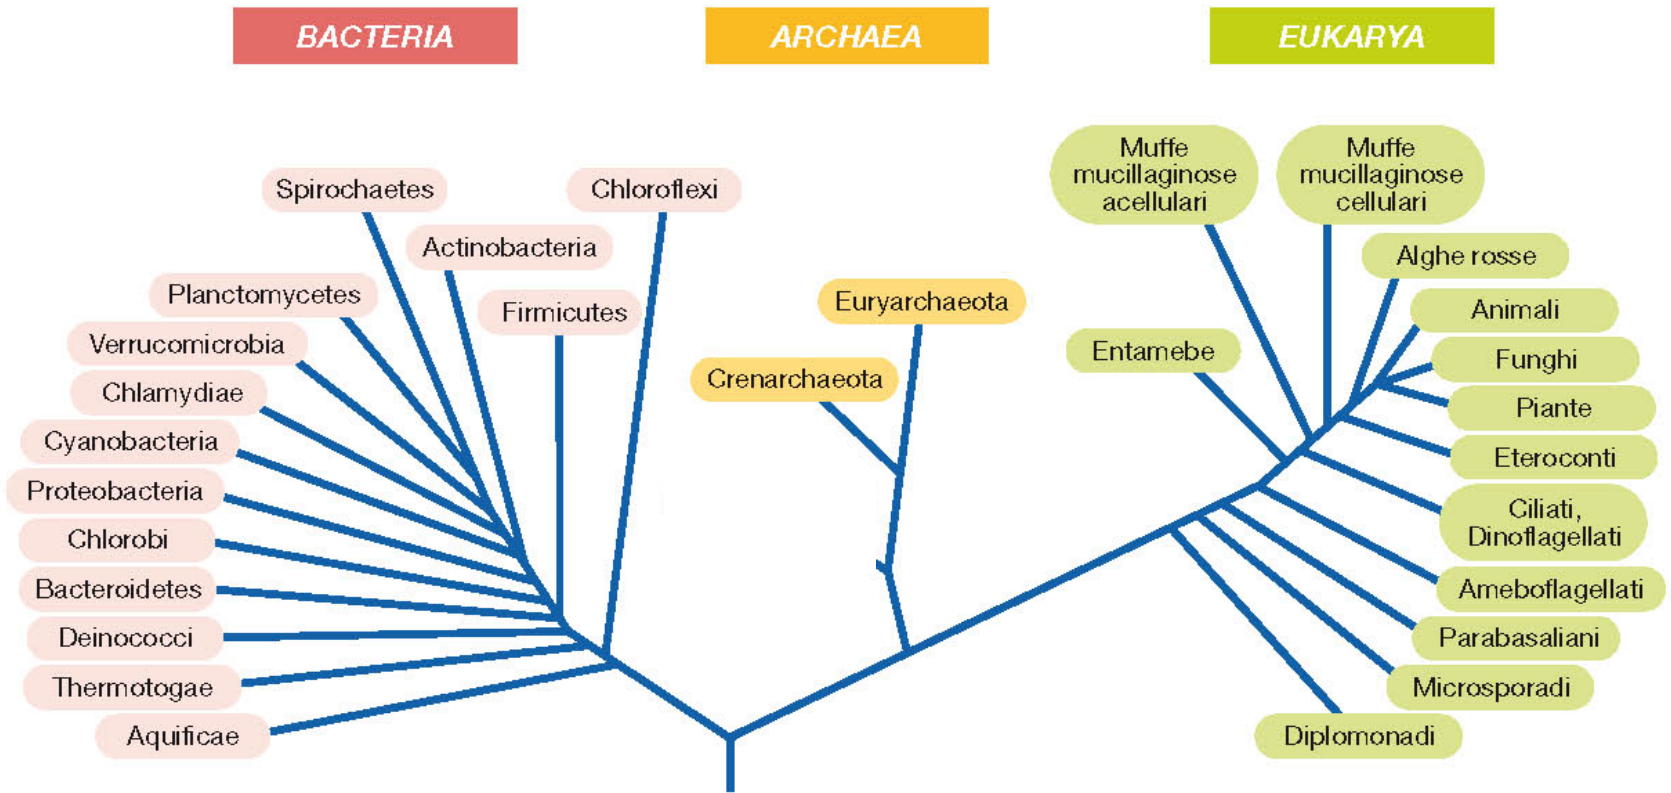 BACTERIA
ARCHAEA
EUKARYA
Spirochaetes
Chloroflexi
Actinobacteria
Planctomycetes
Firmicutes
Verrucomicrobia
Chlamydiae
Cyanobacteria
Proteobacteria
Chlorobi
Bacteroidetes
Deinococci
Thermotogae
Aquificae
Euryarchaeota
Crenarchaeota
Muffe
mucillaginose
acellulari
Muffe
mucillaginose
cellulari
Alghe rosse
Animali
Entamebe
Funghi
Piante
Eteroconti
Ciliati,
Dinoflagellati
Ameboflagellati
Parabasaliani
Microsporadi
Diplomonadi